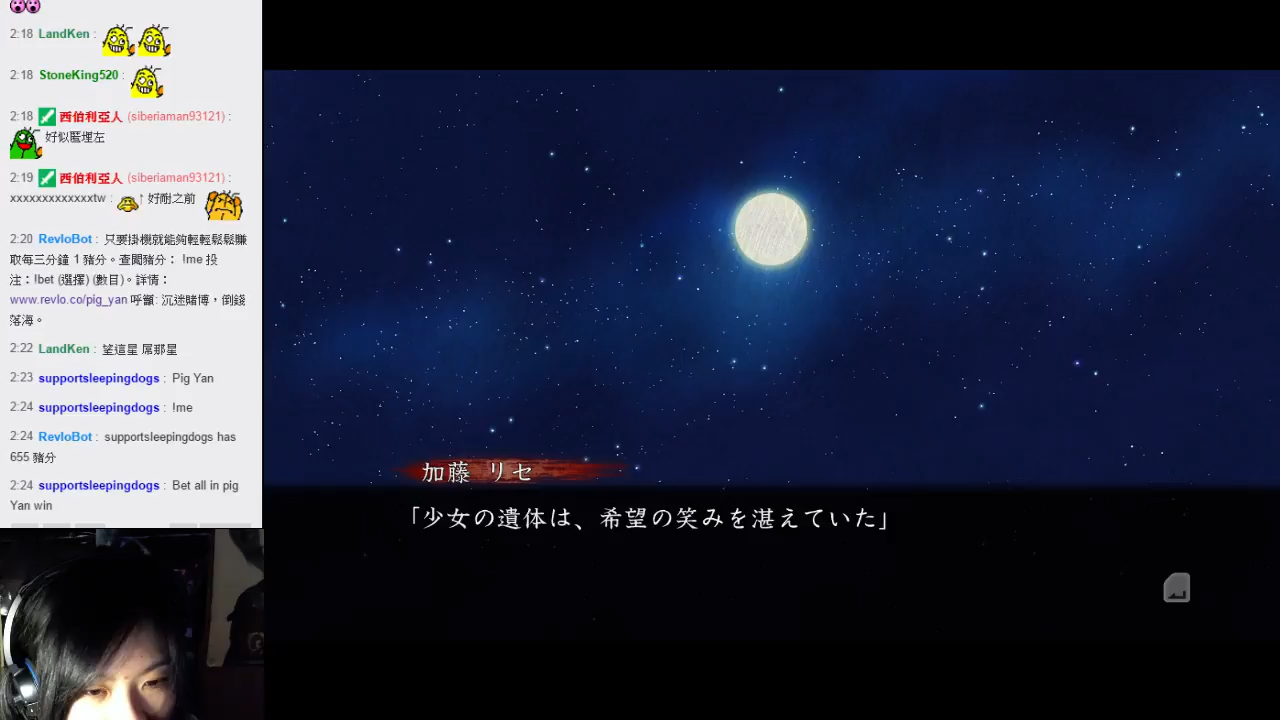 2:18 LandKen :
2:18 StoneKing520 :
2:18 西伯利亞人 (siberiaman93121) :
好似匿埋左
2:19 西伯利亞人 (siberiaman93121) :
xxxxxxxxxxxxxtw : ↑ 好耐之前
2:20 RevloBot : 只要掛機就能夠輕輕鬆鬆賺
取每三分鐘 1 豬分。查閱豬分： !me 投
注：!bet (選擇) (數目)。詳情：
www.revlo.co/pig_yan 呼籲: 沉迷賭博，倒錢
落海。
2:22 LandKen : 望這星 屌那星
2:23 supportsleepingdogs : Pig Yan
2:24 supportsleepingdogs : !me
2:24 RevloBot : supportsleepingdogs has
655 豬分
2:24 supportsleepingdogs : Bet all in pig
Yan win
加藤 リセ
「少女の遺体は、希望の笑みを湛えていた」